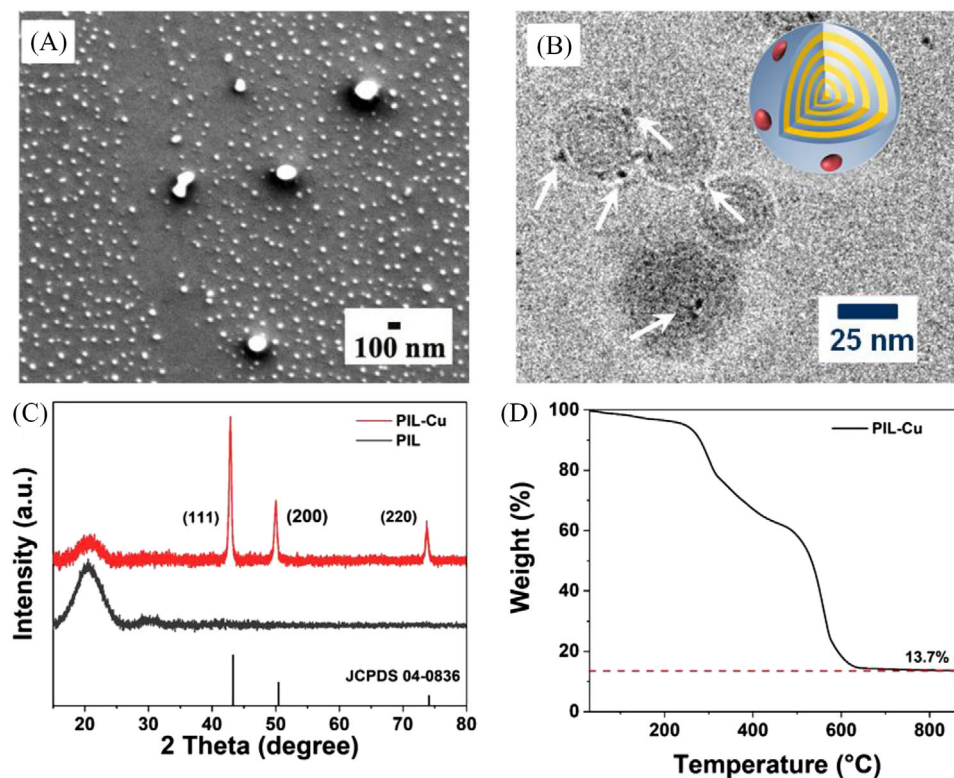 (A)
100 nm
(B)
25 nm
(C)
PIL-Cu
PIL
(111)
(200)
(220)
JCPDS 04-0836
Intensity (a.u.)
20 30 40 50 60 70 80
2 Theta (degree)
(D)
PIL-Cu
13.7%
Weight (%)
100
80
60
40
20
0
200 400 600 800
Temperature (°C)